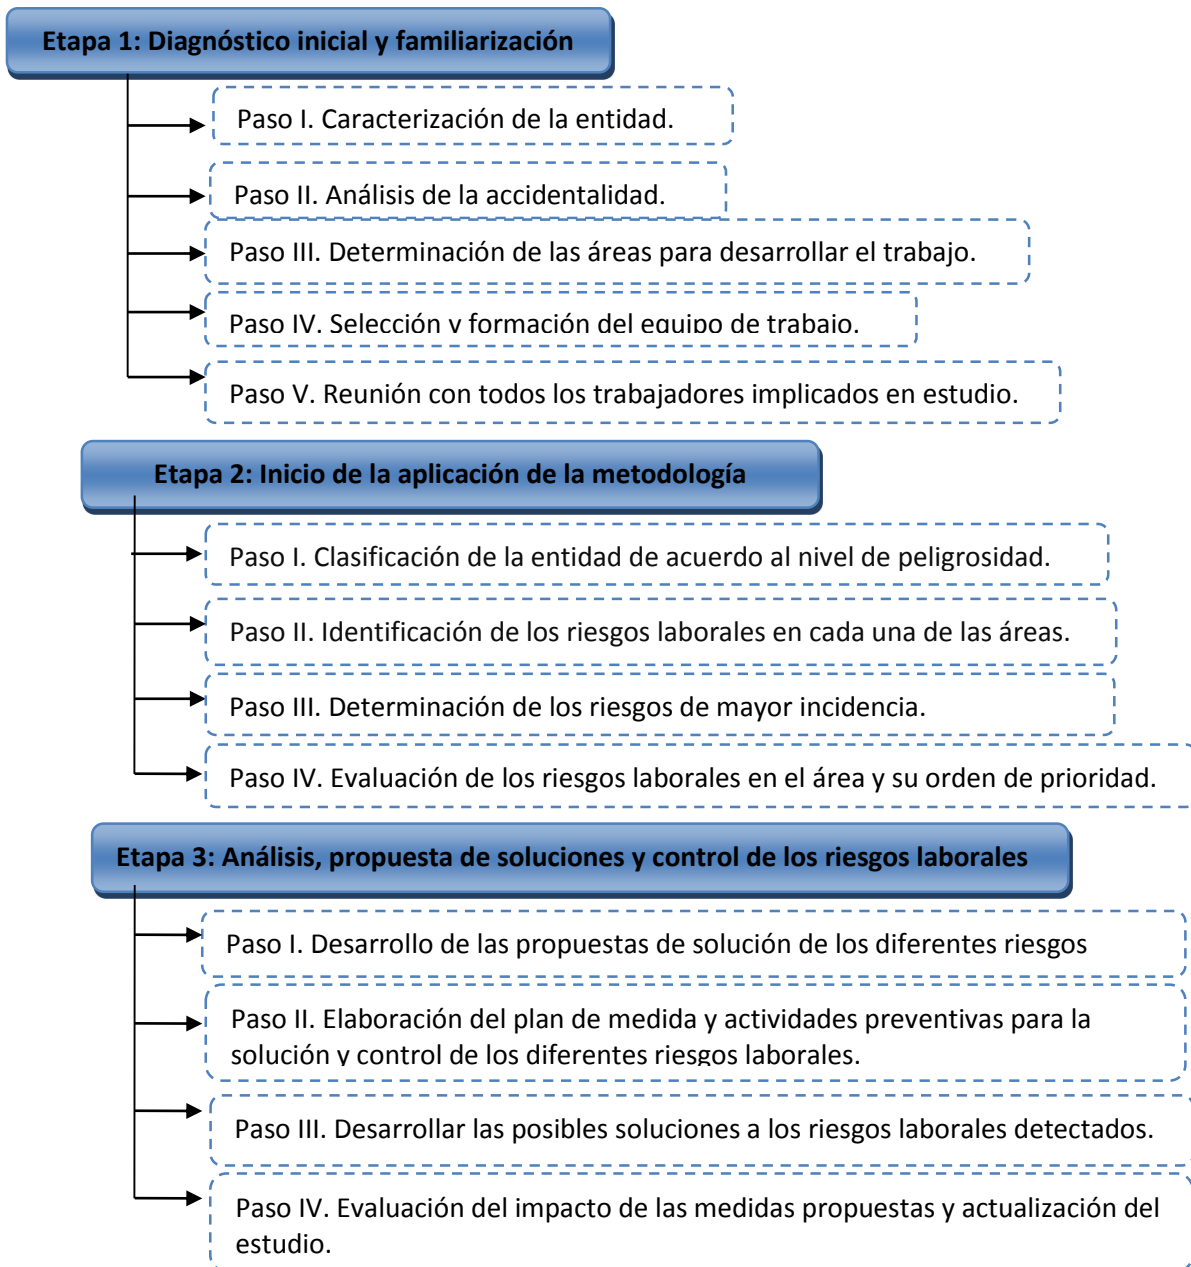 Etapa 1: Diagnóstico inicial y familiarización
Paso I. Caracterización de la entidad.
Paso II. Análisis de la accidentalidad.
Paso III. Determinación de las áreas para desarrollar el trabajo.
Paso IV. Selección y formación del equipo de trabajo.
Paso V. Reunión con todos los trabajadores implicados en estudio.
Etapa 2: Inicio de la aplicación de la metodología
Paso I. Clasificación de la entidad de acuerdo al nivel de peligrosidad.
Paso II. Identificación de los riesgos laborales en cada una de las áreas.
Paso III. Determinación de los riesgos de mayor incidencia.
Paso IV. Evaluación de los riesgos laborales en el área y su orden de prioridad.
Etapa 3: Análisis, propuesta de soluciones y control de los riesgos laborales
Paso I. Desarrollo de las propuestas de solución de los diferentes riesgos
Paso II. Elaboración del plan de medida y actividades preventivas para la
solución y control de los diferentes riesgos laborales.
Paso III. Desarrollar las posibles soluciones a los riesgos laborales detectados.
Paso IV. Evaluación del impacto de las medidas propuestas y actualización del
estudio.